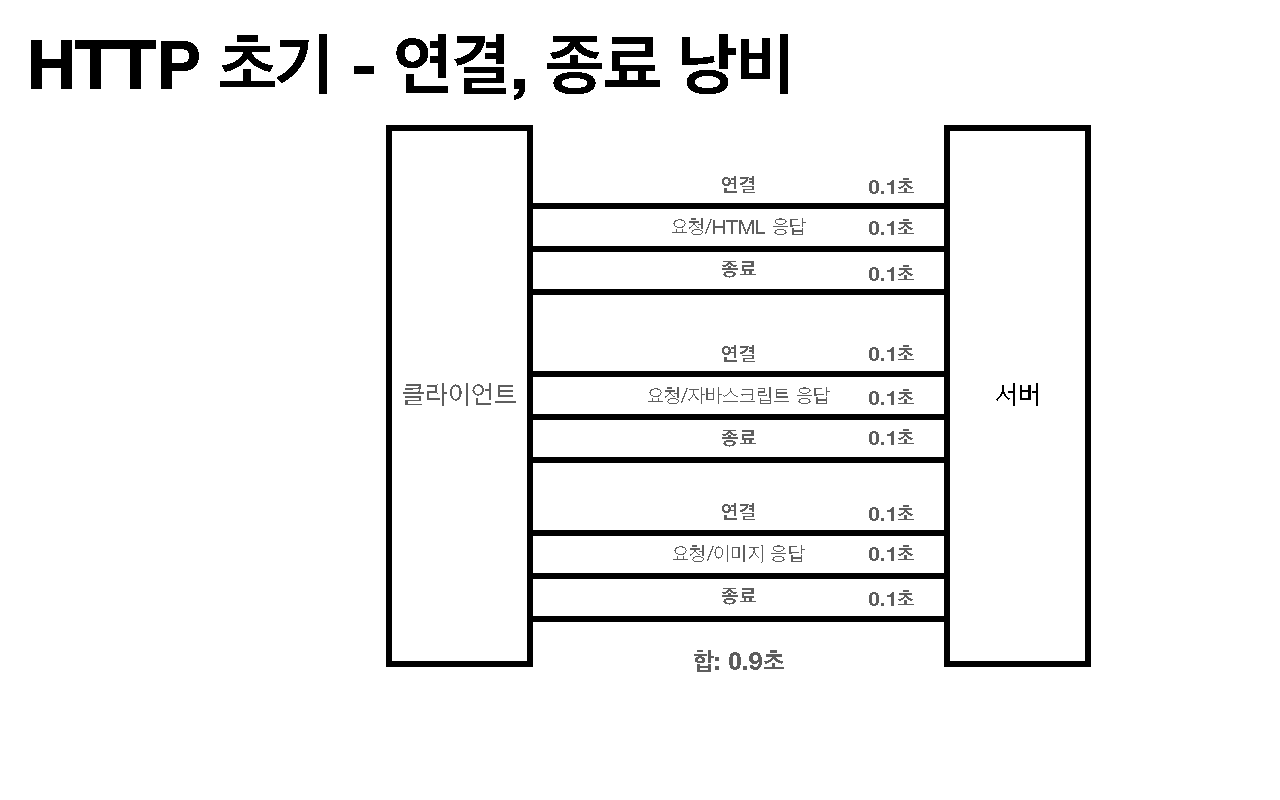 HTTP 초기 - 연결, 종료 낭비
연결 0.1초
요청/HTML 응답 0.1초
종료 0.1초
연결 0.1초
클라이언트 요청/자바스크립트 응답 0.1초 서버
종료 0.1초
연결 0.1초
요청/이미지 응답 0.1초
종료 0.1초
합: 0.9초